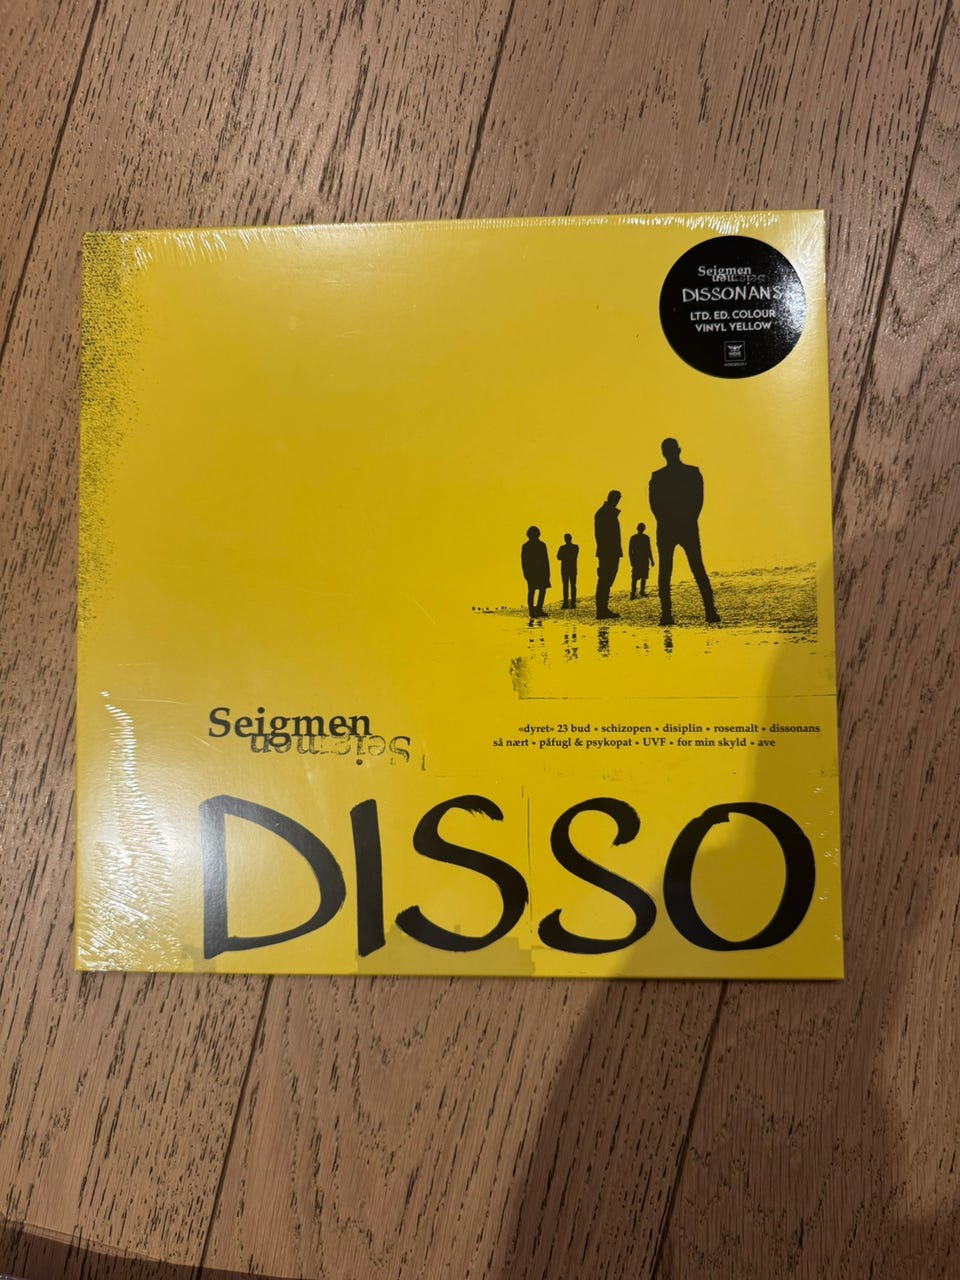 Seigmen
Seigmen
DISSONANS
LTD. ED. COLOUR
VINYL YELLOW
INDIE
Seigmen
Seigmen
«dyret» 23 bud • schizopen • disiplin • rosemalt • dissonans
så nært • påfugl & psykopat • UVF • for min skyld • ave
DISSO